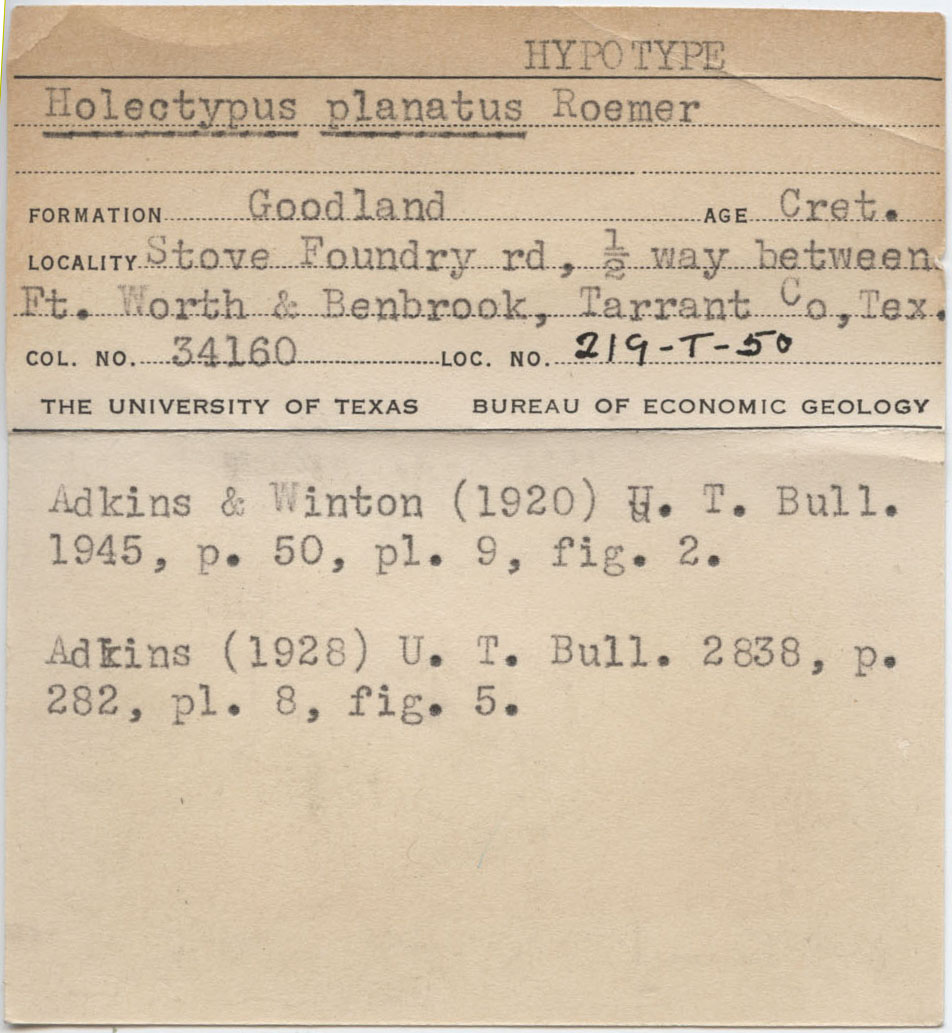 HYPOTYPE
Holectypus planatus Roemer
FORMATION Goodland AGE Cret.
LOCALITY Stove Foundry rd, ½ way between
Ft. Worth & Benbrook, Tarrant Co, Tex.
COL. NO. 34160 LOC. NO. 219-T-50
THE UNIVERSITY OF TEXAS BUREAU OF ECONOMIC GEOLOGY
Adkins & Winton (1920) U. T. Bull.
1945, p. 50, pl. 9, fig. 2.
Adkins (1928) U. T. Bull. 2838, p.
282, pl. 8, fig. 5.